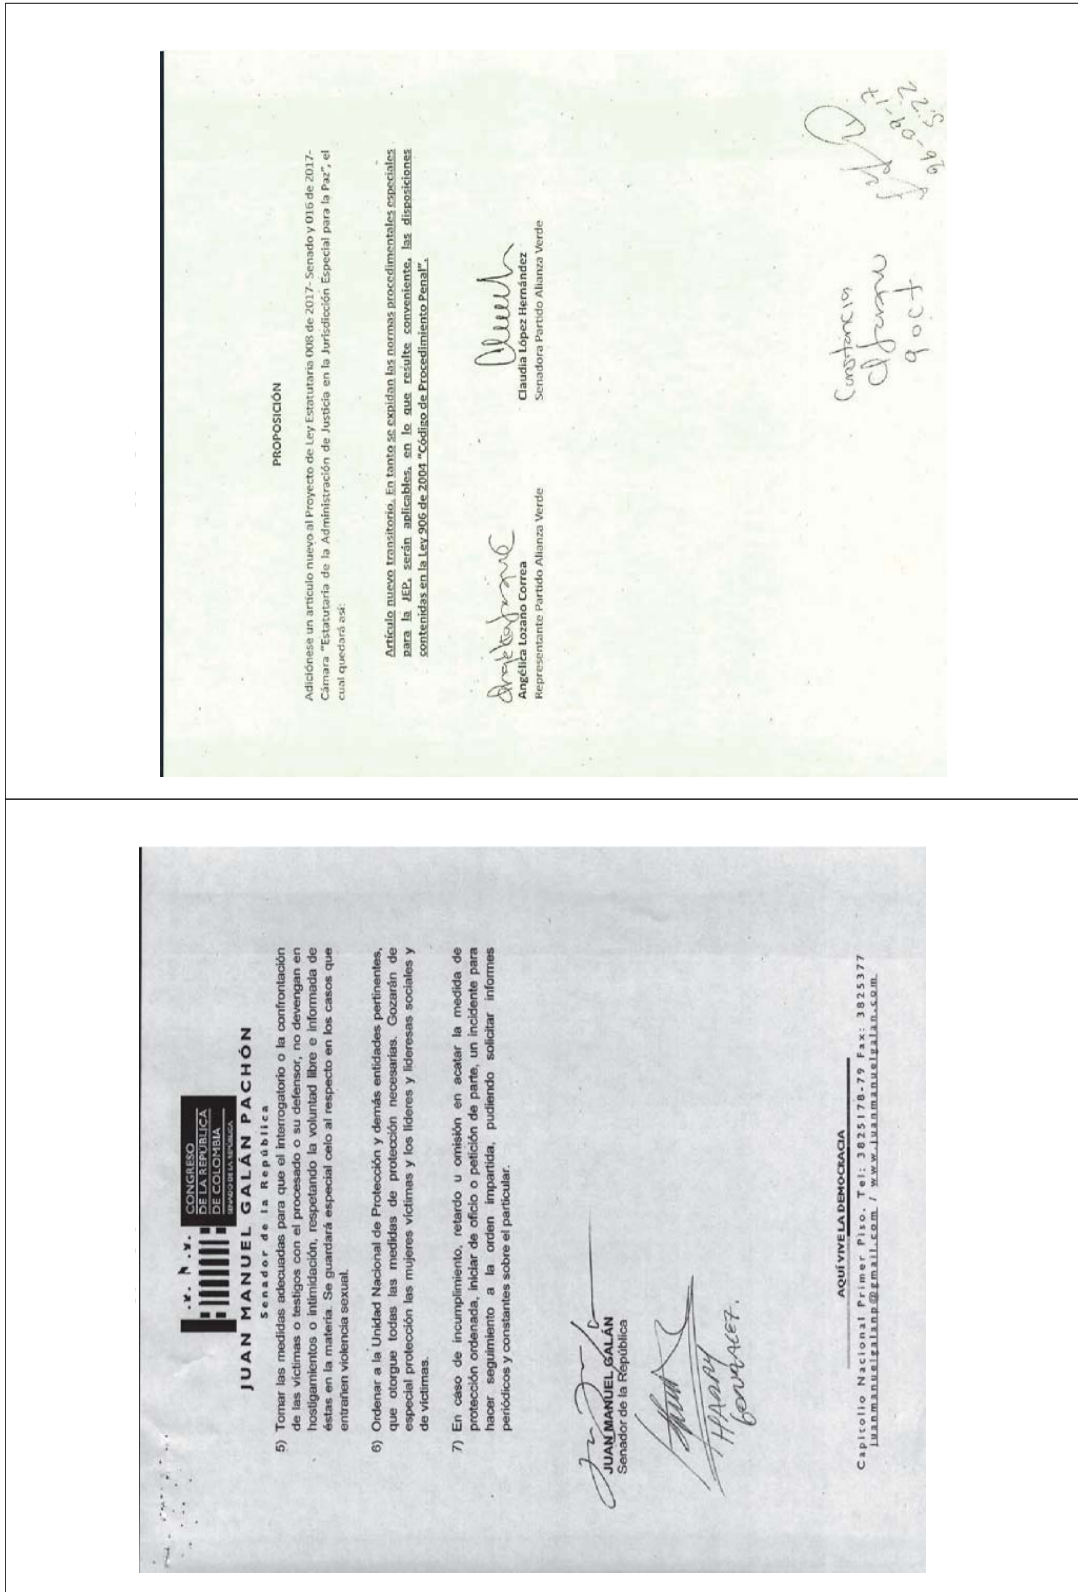 PROPOSICIÓN
Adiciónese un artículo nuevo al Proyecto de Ley Estatutaria 008 de 2017- Senado y 016 de 2017-
Cámara "Estatutaria de la Administración de Justicia en la Jurisdicción Especial para la Paz", el
cual quedará así:
Artículo nuevo transitorio. En tanto se expidan las normas procedimentales especiales
para la JEP, serán aplicables, en lo que resulte conveniente, las disposiciones
contenidas en la Ley 906 de 2004 "Código de Procedimiento Penal".
Angélica Lozano Correa
Representante Partido Alianza Verde
Claudia López Hernández
Senadora Partido Alianza Verde
Constancia
9 oct
26-09-17
5:22
CONGRESO
DE LA REPÚBLICA
DE COLOMBIA
SENADO DE LA REPÚBLICA
JUAN MANUEL GALÁN PACHÓN
Senador de la República
5) Tomar las medidas adecuadas para que el interrogatorio o la confrontación
de las víctimas o testigos con el procesado o su defensor, no devengan en
hostigamientos o intimidación, respetando la voluntad libre e informada de
éstas en la materia. Se guardará especial celo al respecto en los casos que
entrañen violencia sexual.
6) Ordenar a la Unidad Nacional de Protección y demás entidades pertinentes,
que otorgue todas las medidas de protección necesarias. Gozarán de
especial protección las mujeres víctimas y los líderes y lideresas sociales y
de víctimas.
7) En caso de incumplimiento, retardo u omisión en acatar la medida de
protección ordenada, iniciar de oficio o petición de parte, un incidente para
hacer seguimiento a la orden impartida, pudiendo solicitar informes
periódicos y constantes sobre el particular.
JUAN MANUEL GALÁN
Senador de la República
HARRY
GONZALEZ.
AQUÍ VIVE LA DEMOCRACIA
Capitolio Nacional Primer Piso. Tel: 3825178-79 Fax: 3825377
juanmanuelgalanp@gmail.com / www.juanmanuelgalan.com